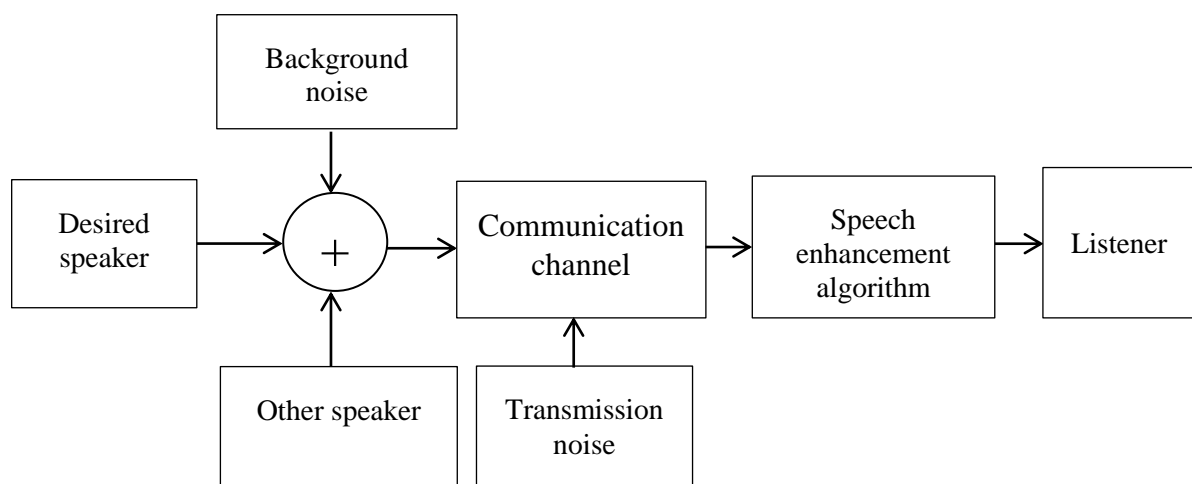 Background
noise
Desired
speaker
+
Communication
channel
Speech
enhancement
algorithm
Listener
Other speaker
Transmission
noise